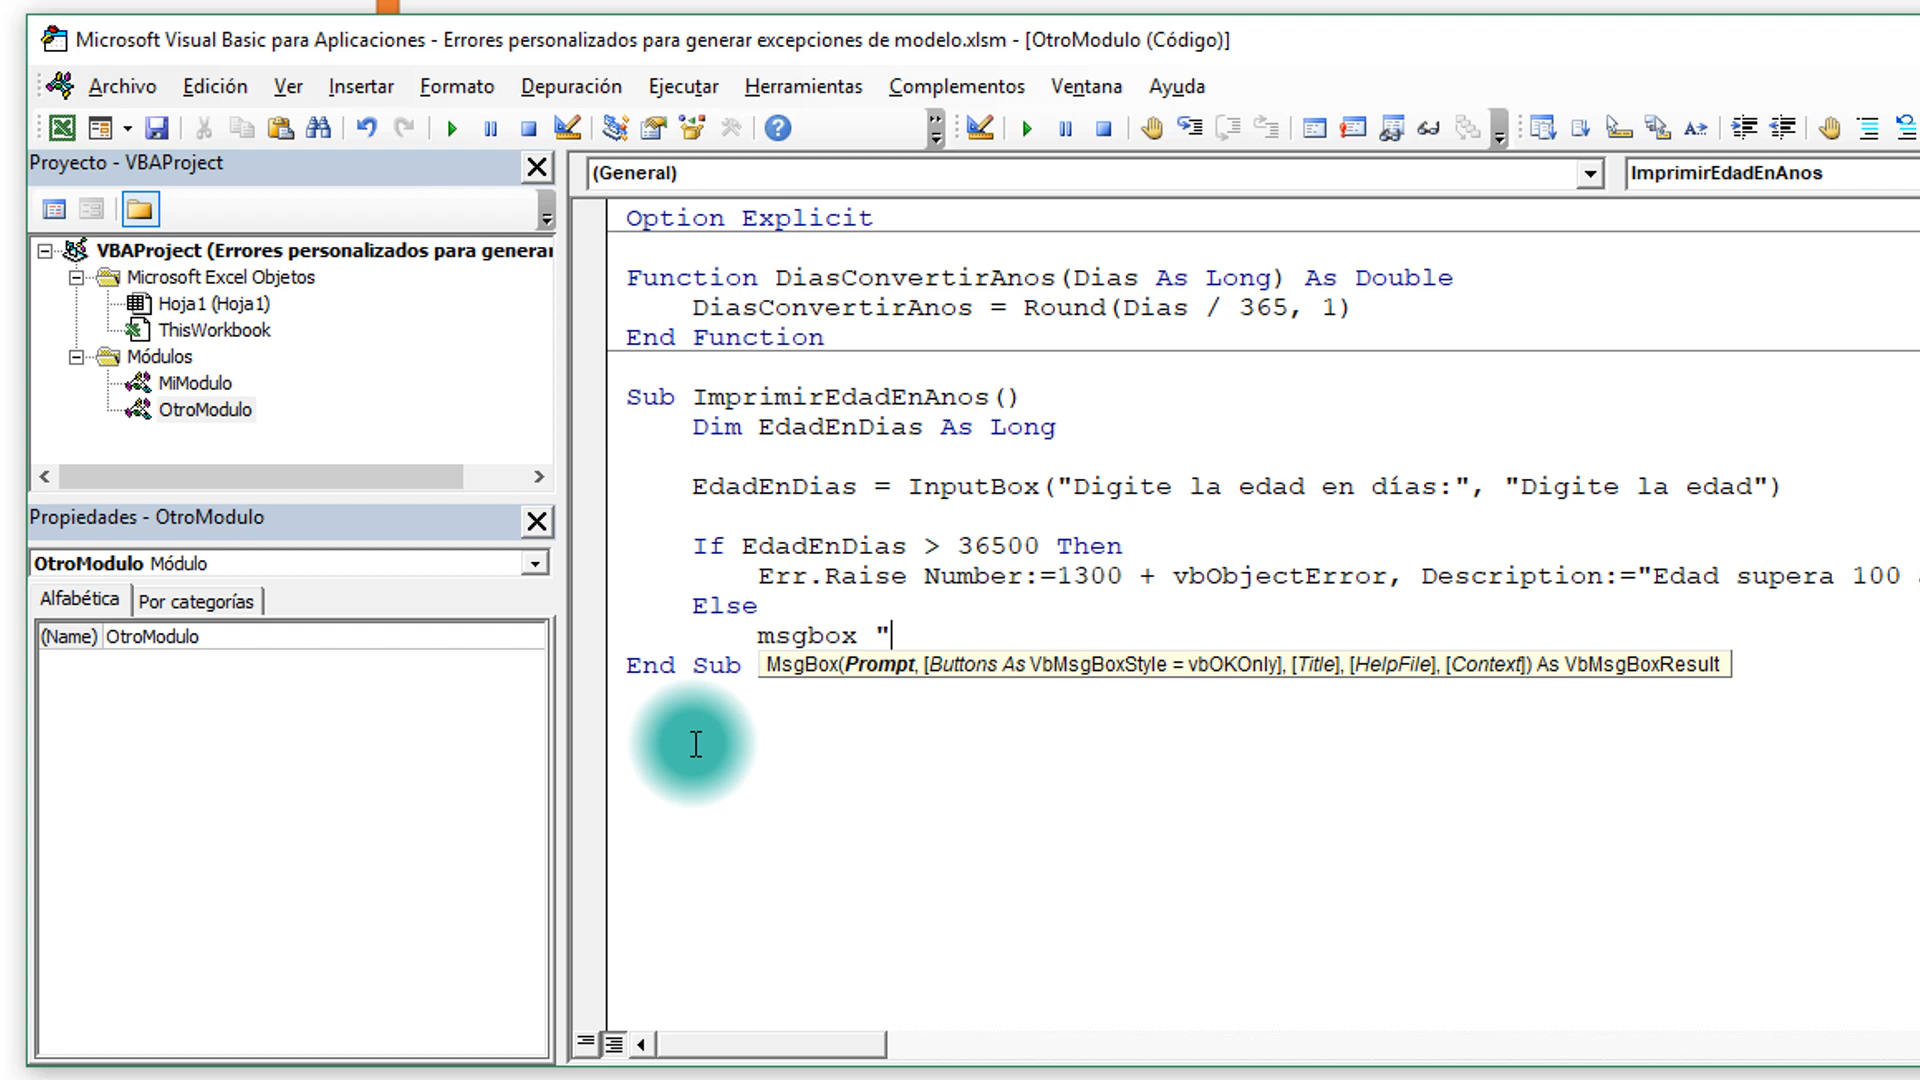 Microsoft Visual Basic para Aplicaciones - Errores personalizados para generar excepciones de modelo.xlsm - [OtroModulo (Código)]
Archivo Edición Ver Insertar Formato Depuración Ejecutar Herramientas Complementos Ventana Ayuda
Proyecto - VBAProject
VBAProject (Errores personalizados para generar
Microsoft Excel Objetos
Hoja1 (Hoja1)
ThisWorkbook
Módulos
MiModulo
OtroModulo
Propiedades - OtroModulo
OtroModulo Módulo
Alfabética Por categorías
(Name) OtroModulo
(General) ImprimirEdadEnAnos
Option Explicit
Function DiasConvertirAnos(Dias As Long) As Double
DiasConvertirAnos = Round(Dias / 365, 1)
End Function
Sub ImprimirEdadEnAnos()
Dim EdadEnDias As Long
EdadEnDias = InputBox("Digite la edad en días:", "Digite la edad")
If EdadEnDias > 36500 Then
Err.Raise Number:=1300 + vbObjectError, Description:="Edad supera 100
Else
msgbox "
End Sub
MsgBox(Prompt, [Buttons As VbMsgBoxStyle = vbOKOnly], [Title], [HelpFile], [Context]) As VbMsgBoxResult